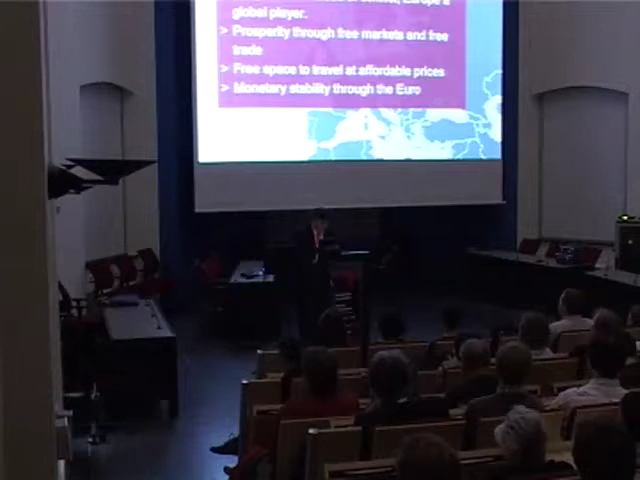 Europe a
global player.
> Prosperity through free markets and free
trade
> Free space to travel at affordable prices
> Monetary stability through the Euro